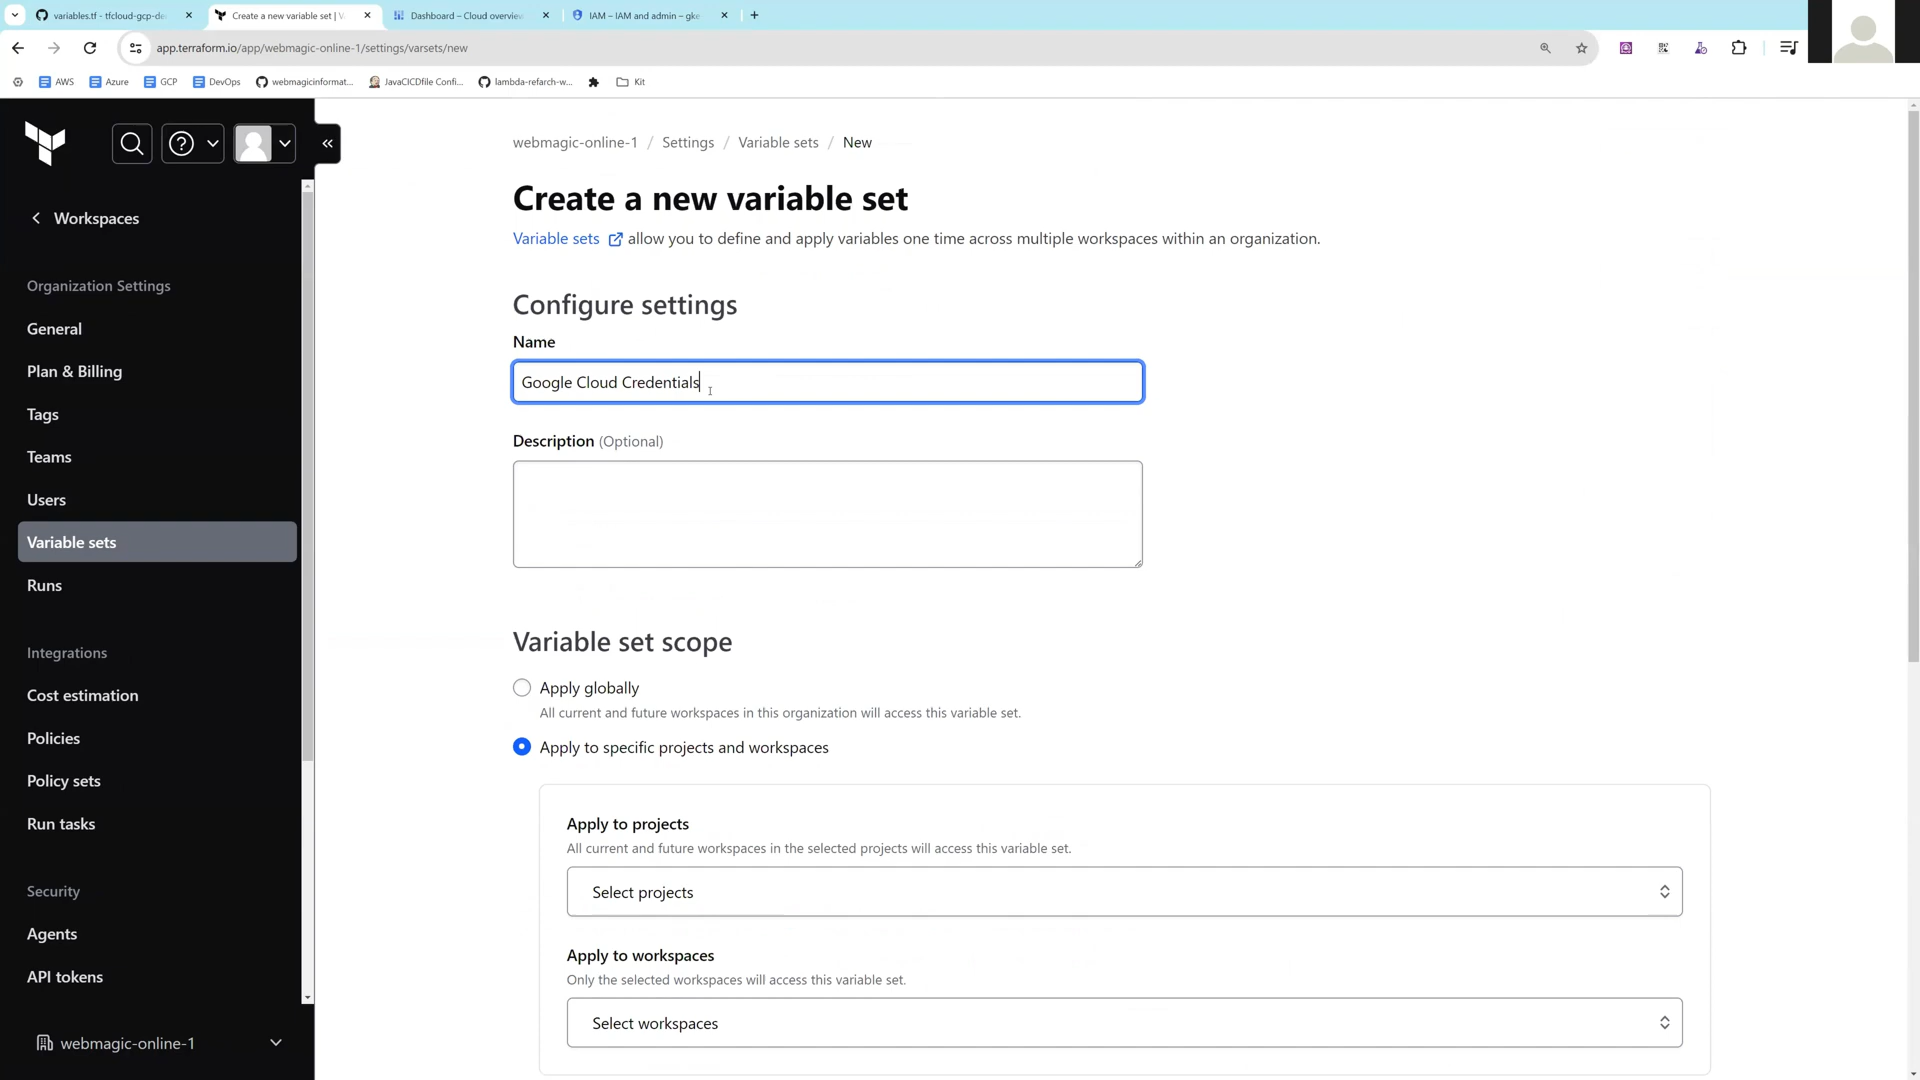 variables.tf - tfcloud-gcp-de
Create a new variable set | V
Dashboard – Cloud overview
IAM – IAM and admin – gke
app.terraform.io/app/webmagic-online-1/settings/varsets/new
AWS
Azure
GCP
DevOps
webmagicinformat...
JavaCICDfile Confi...
lambda-refarch-w...
Kit
Workspaces
Organization Settings
General
Plan & Billing
Tags
Teams
Users
Variable sets
Runs
Integrations
Cost estimation
Policies
Policy sets
Run tasks
Security
Agents
API tokens
webmagic-online-1
webmagic-online-1 / Settings / Variable sets / New
Create a new variable set
Variable sets allow you to define and apply variables one time across multiple workspaces within an organization.
Configure settings
Name
Google Cloud Credentials
Description (Optional)
Variable set scope
Apply globally
All current and future workspaces in this organization will access this variable set.
Apply to specific projects and workspaces
Apply to projects
All current and future workspaces in the selected projects will access this variable set.
Select projects
Apply to workspaces
Only the selected workspaces will access this variable set.
Select workspaces